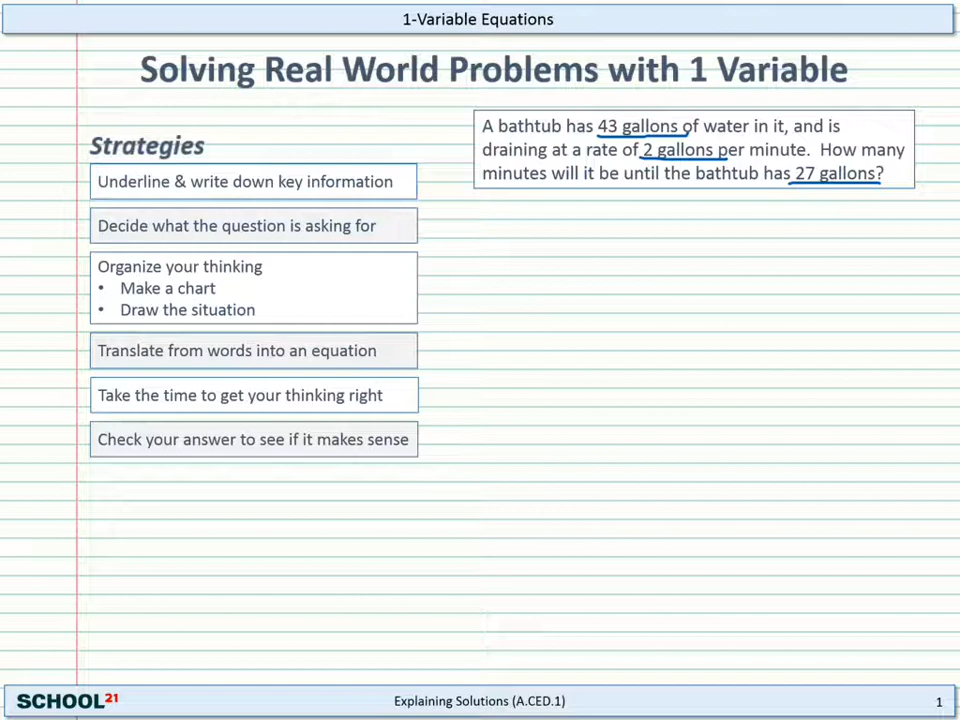 1-Variable Equations
Solving Real World Problems with 1 Variable
Strategies
Underline & write down key information
Decide what the question is asking for
Organize your thinking
• Make a chart
• Draw the situation
Translate from words into an equation
Take the time to get your thinking right
Check your answer to see if it makes sense
A bathtub has 43 gallons of water in it, and is
draining at a rate of 2 gallons per minute. How many
minutes will it be until the bathtub has 27 gallons?
SCHOOL21
Explaining Solutions (A.CED.1)
1